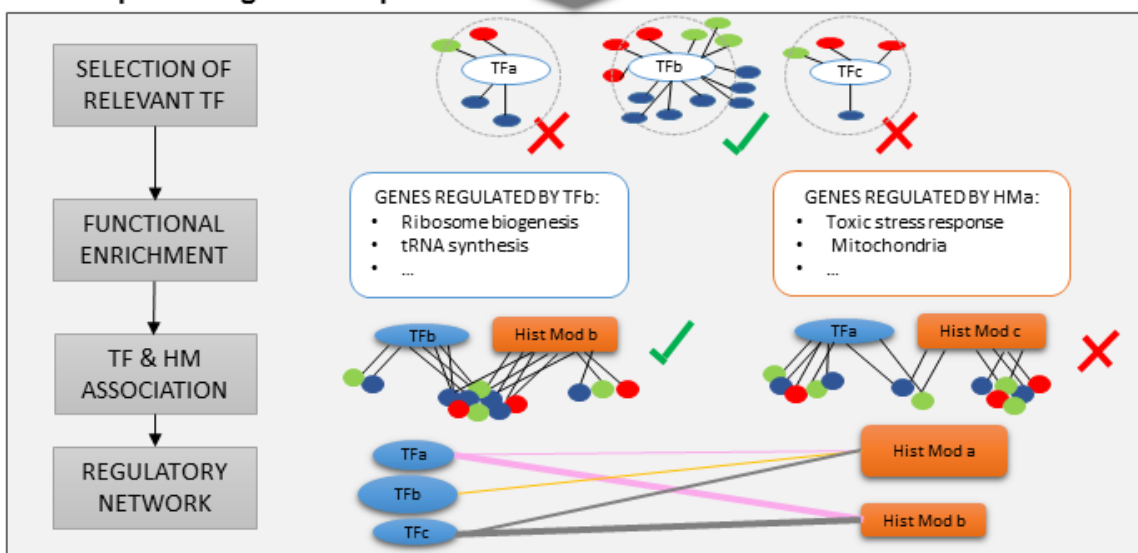 SELECTION OF
RELEVANT TF
TFa
TFb
TFc
FUNCTIONAL
ENRICHMENT
GENES REGULATED BY TFb:
• Ribosome biogenesis
• tRNA synthesis
• ...
GENES REGULATED BY HMa:
• Toxic stress response
• Mitochondria
• ...
TF & HM
ASSOCIATION
TFb
Hist Mod b
TFa
Hist Mod c
REGULATORY
NETWORK
TFa
TFb
TFc
Hist Mod a
Hist Mod b